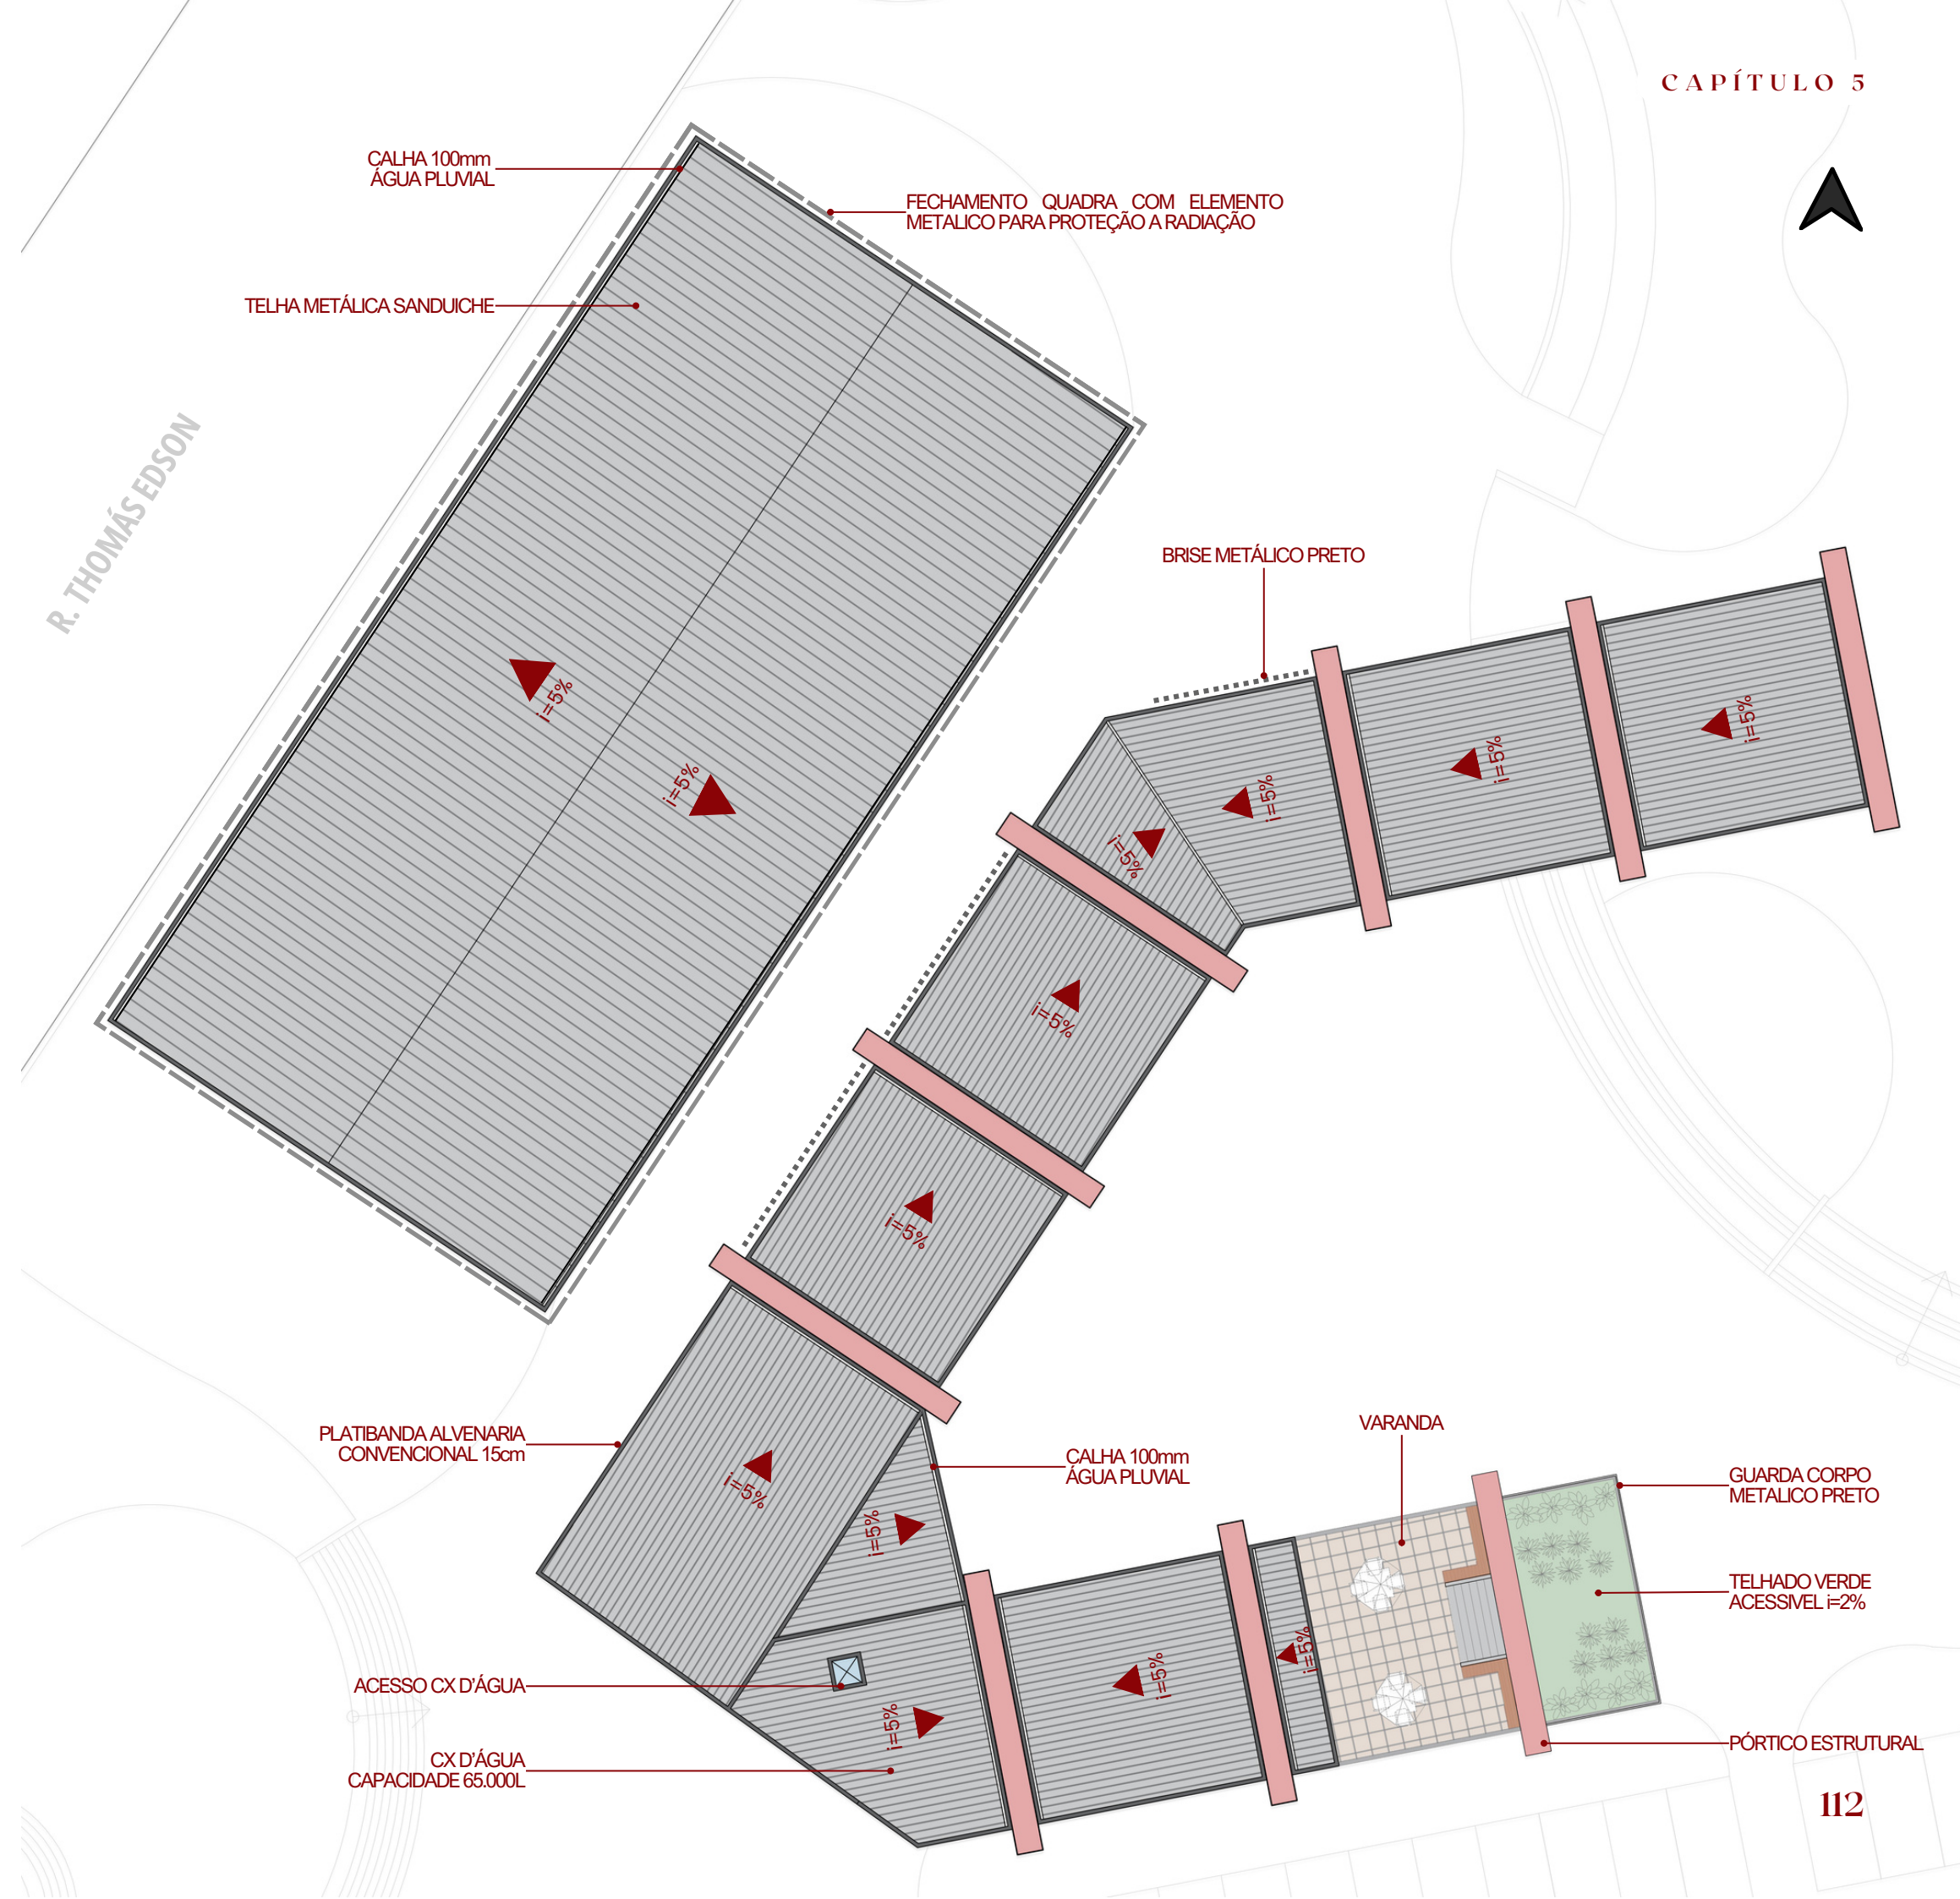 CAPÍTULO 5
CALHA 100mm
ÁGUA PLUVIAL
FECHAMENTO QUADRA COM ELEMENTO
METALICO PARA PROTEÇÃO A RADIAÇÃO
TELHA METÁLICA SANDUICHE
R. THOMÁS EDSON
BRISE METÁLICO PRETO
i=5%
i=5%
i=5%
i=5%
i=5%
i=5%
i=5%
i=5%
PLATIBANDA ALVENARIA
CONVENCIONAL 15cm
CALHA 100mm
ÁGUA PLUVIAL
VARANDA
GUARDA CORPO
METALICO PRETO
i=5%
i=5%
TELHADO VERDE
ACESSIVEL i=2%
i=5%
i=5%
ACESSO CX D'ÁGUA
i=5%
CX D'ÁGUA
CAPACIDADE 65.000L
PÓRTICO ESTRUTURAL
112